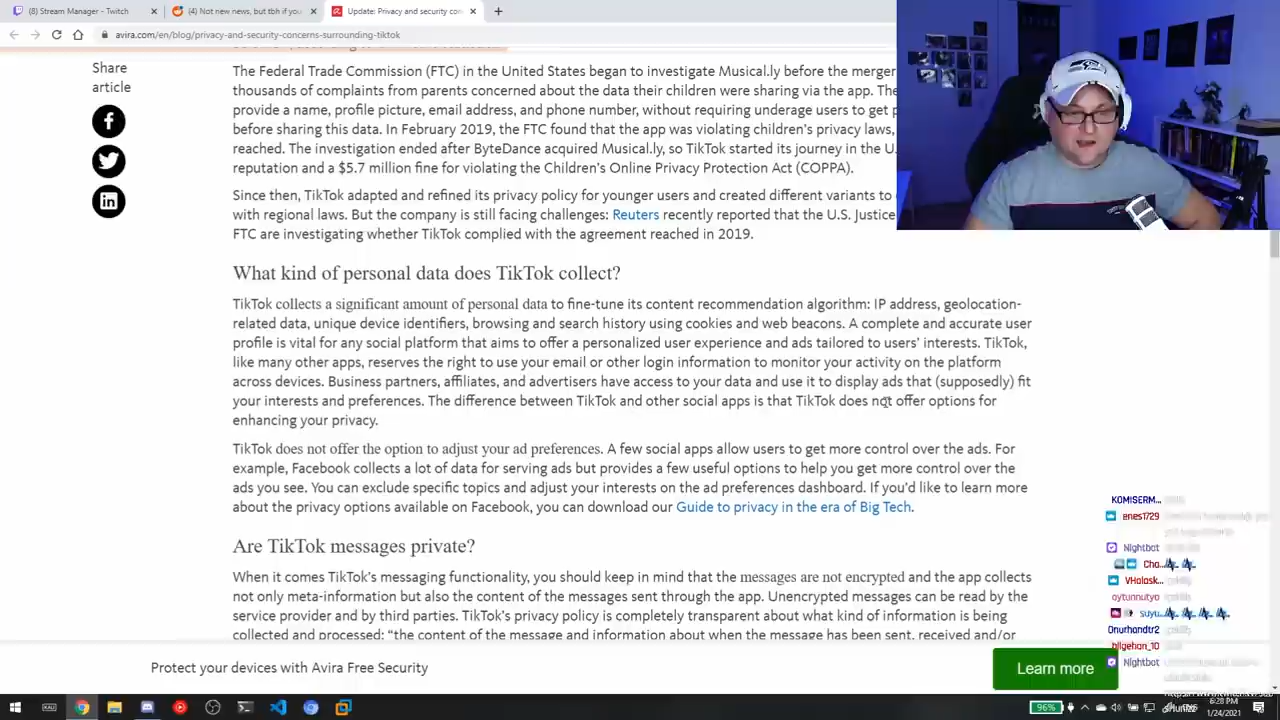 (8) Stream Manager - Twitch
(4) Not new news, but tbh if you
Update: Privacy and security con
avira.com/en/blog/privacy-and-security-concerns-surrounding-tiktok
Share
article
The Federal Trade Commission (FTC) in the United States began to investigate Musical.ly before the merger
thousands of complaints from parents concerned about the data their children were sharing via the app. The
provide a name, profile picture, email address, and phone number, without requiring underage users to get p
before sharing this data. In February 2019, the FTC found that the app was violating children's privacy laws,
reached. The investigation ended after ByteDance acquired Musical.ly, so TikTok started its journey in the U.
reputation and a $5.7 million fine for violating the Children's Online Privacy Protection Act (COPPA).
Since then, TikTok adapted and refined its privacy policy for younger users and created different variants to
with regional laws. But the company is still facing challenges: Reuters recently reported that the U.S. Justice
FTC are investigating whether TikTok complied with the agreement reached in 2019.
What kind of personal data does TikTok collect?
TikTok collects a significant amount of personal data to fine-tune its content recommendation algorithm: IP address, geolocation-
related data, unique device identifiers, browsing and search history using cookies and web beacons. A complete and accurate user
profile is vital for any social platform that aims to offer a personalized user experience and ads tailored to users' interests. TikTok,
like many other apps, reserves the right to use your email or other login information to monitor your activity on the platform
across devices. Business partners, affiliates, and advertisers have access to your data and use it to display ads that (supposedly) fit
your interests and preferences. The difference between TikTok and other social apps is that TikTok does not offer options for
enhancing your privacy.
TikTok does not offer the option to adjust your ad preferences. A few social apps allow users to get more control over the ads. For
example, Facebook collects a lot of data for serving ads but provides a few useful options to help you get more control over the
ads you see. You can exclude specific topics and adjust your interests on the ad preferences dashboard. If you'd like to learn more
about the privacy options available on Facebook, you can download our Guide to privacy in the era of Big Tech.
Are TikTok messages private?
When it comes TikTok's messaging functionality, you should keep in mind that the messages are not encrypted and the app collects
not only meta-information but also the content of the messages sent through the app. Unencrypted messages can be read by the
service provider and by third parties. TikTok's privacy policy is completely transparent about what kind of information is being
collected and processed: "the content of the message and information about when the message has been sent, received and/or
Protect your devices with Avira Free Security
Learn more
KOMISERM...
enes1729
Nightbot
Cho...
VHolosk...
oytunnutyo
suyu...
Onurhandtr2
bilgehan_10
Nightbot
96%
ENG
6:28 PM
1/24/2021